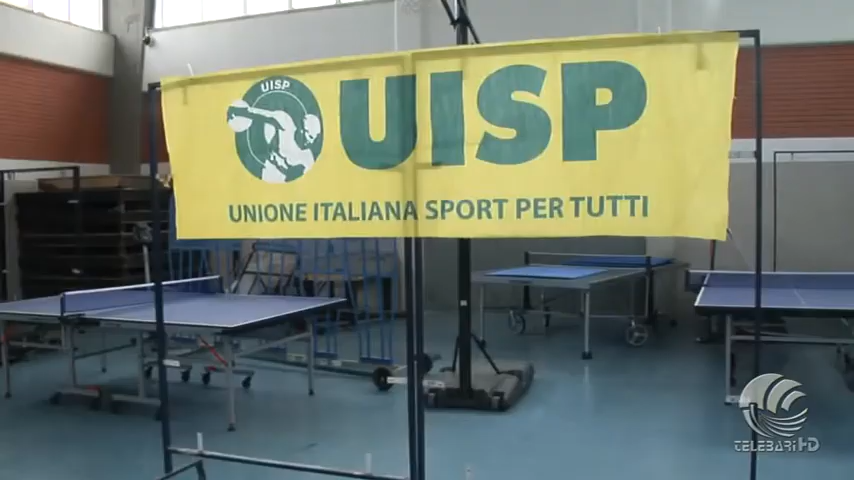 UISP
UISP
UNIONE ITALIANA SPORT PER TUTTI
TELEBARI HD